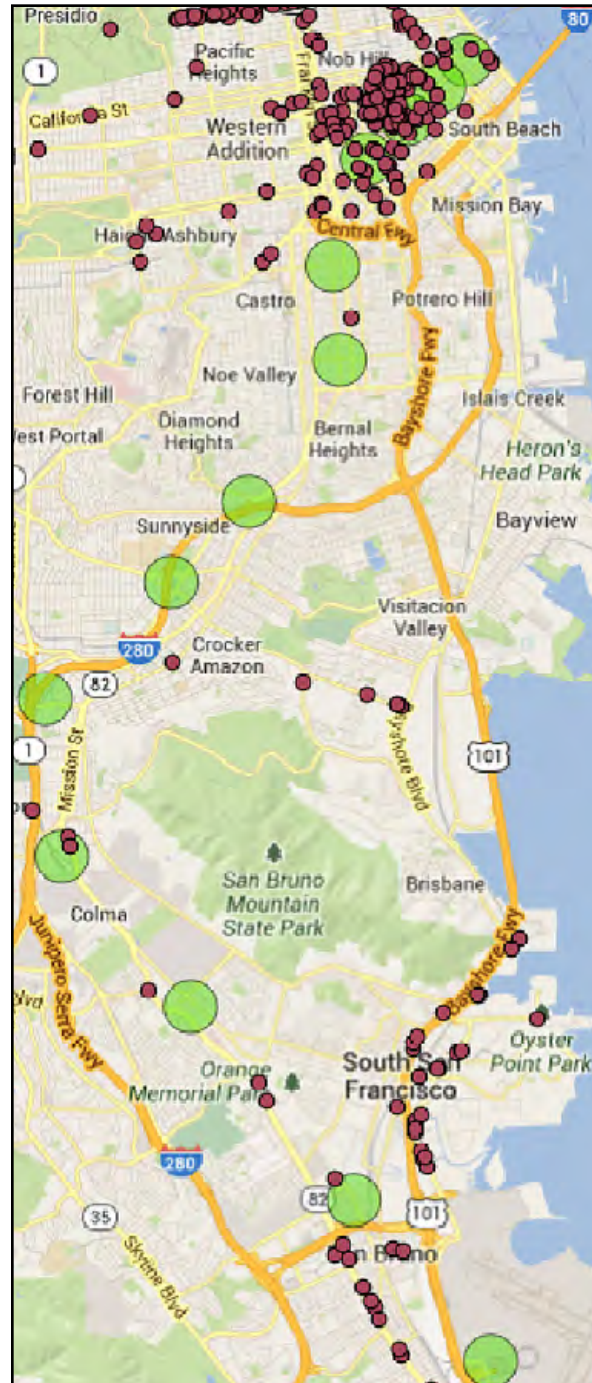 Presidio
80
Pacific
Heights
Nob Hill
1
California St
Western
Addition
South Beach
Mission Bay
Ashbury
Central Fwy
Castro
Potrero Hill
Noe Valley
Bayshore Fwy
Forest Hill
Islais Creek
Diamond
Heights
Bernal
Heights
est Portal
Heron's
Head Park
Sunnyside
Bayview
Visitacion
Valley
280
Crocker
Amazon
82
1
Mission St
yshore Blvd
101
San Bruno
Mountain
State Park
Brisbane
Colma
Junipero Serra Fwy
Bayshore Fwy
lvd
Oyster
Point Park
Orange
Memorial Park
South San
Francisco
280
82
101
35
n Bruno
Skyline Blvd